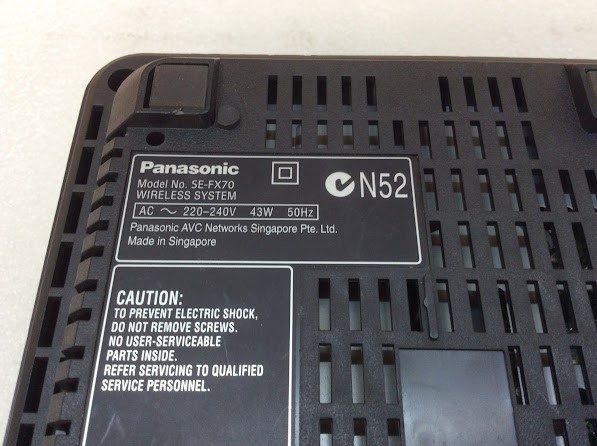 Panasonic
Model No. SE-FX70
WIRELESS SYSTEM
AC ∼ 220–240V 43W 50Hz
Panasonic AVC Networks Singapore Pte. Ltd.
Made in Singapore
N52
CAUTION:
TO PREVENT ELECTRIC SHOCK,
DO NOT REMOVE SCREWS.
NO USER-SERVICEABLE
PARTS INSIDE.
REFER SERVICING TO QUALIFIED
SERVICE PERSONNEL.